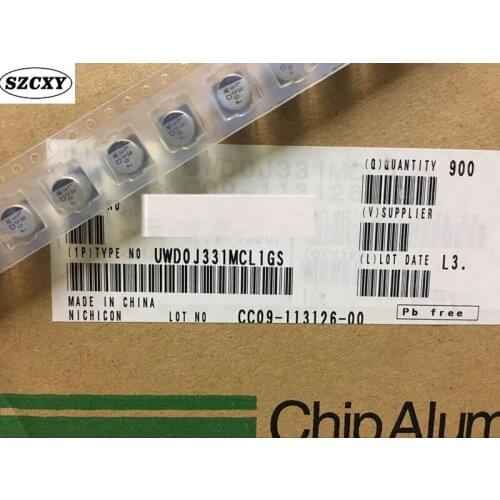 SZCXY
(Q)QUANTITY 900
(V)SUPPLIER
(1P)TYPE NO UWD0J331MCL1GS
(L)LOT DATE L3.
MADE IN CHINA
NICHICON LOT NO CC09-113126-00
Pb free
Chip Alum